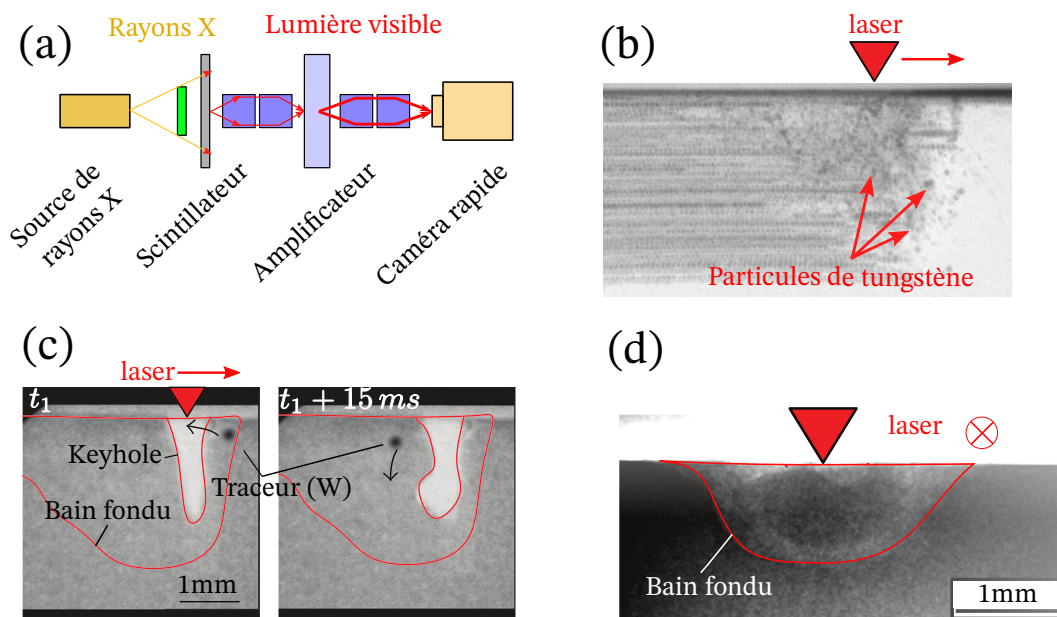 (a)
Rayons X
Lumière visible
Source de
rayons X
Scintillateur
Amplificateur
Caméra rapide
(b)
laser
Particules de tungstène
(c)
laser
t₁
t₁ + 15 ms
Keyhole
Traceur (W)
Bain fondu
1mm
(d)
laser
Bain fondu
1mm